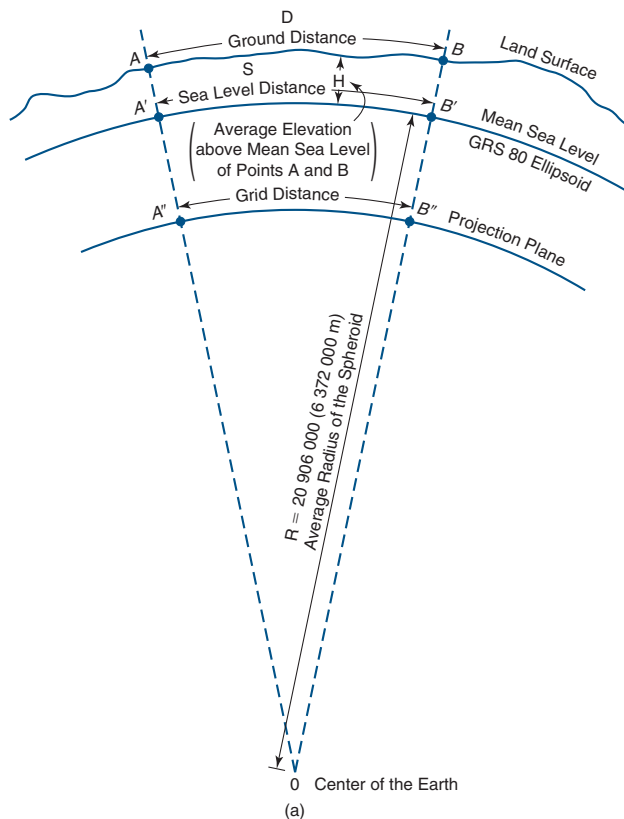 D
Ground Distance
A
B
Land Surface
S
H
A′
Sea Level Distance
B′
Mean Sea Level
GRS 80 Ellipsoid
(Average Elevation
above Mean Sea Level
of Points A and B)
A″
Grid Distance
B″
Projection Plane
R = 20 906 000 (6 372 000 m)
Average Radius of the Spheroid
0 Center of the Earth
(a)